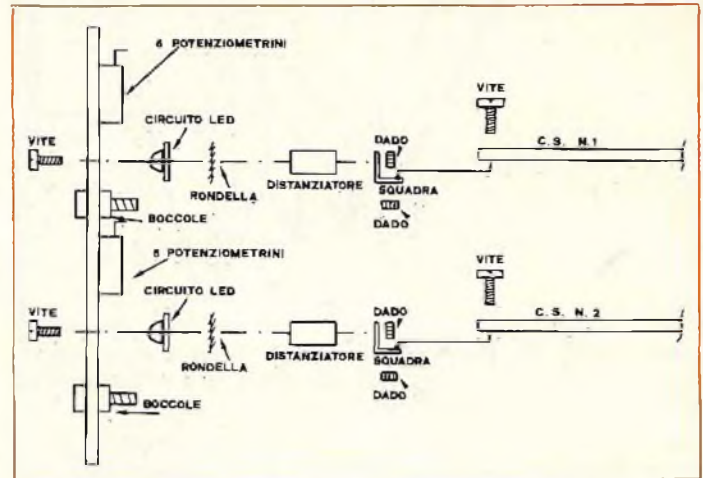 6 POTENZIOMETRINI
VITE
CIRCUITO LED
VITE
DADO
C.S. N.1
RONDELLA
DISTANZIATORE
SQUADRA
DADO
BOCCOLE
6 POTENZIOMETRINI
VITE
CIRCUITO LED
VITE
DADO
C.S. N. 2
DISTANZIATORE
SQUADRA
RONDELLA
DADO
BOCCOLE